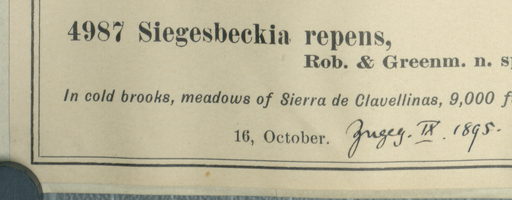 4987 Siegesbeckia repens,
Rob. & Greenm. n. sp
In cold brooks, meadows of Sierra de Clavellinas, 9,000 f
16, October. Zugeg. IX. 1895.